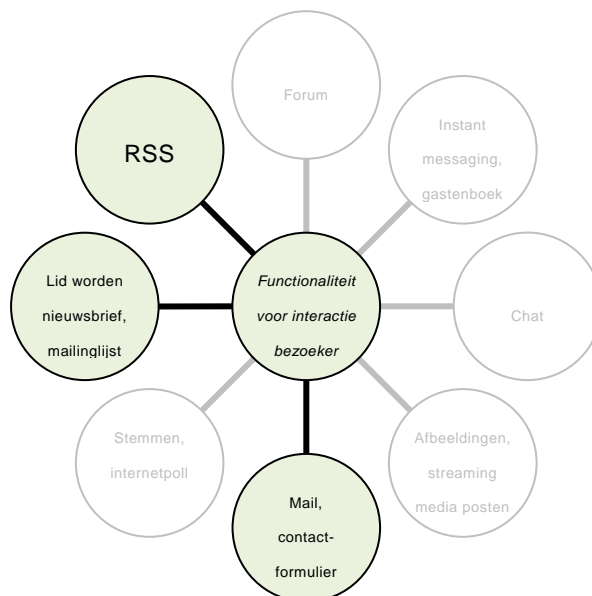 Forum
RSS
Instant
messaging,
gastenboek
Lid worden
nieuwsbrief,
mailinglijst
Functionaliteit
voor interactie
bezoeker
Chat
Stemmen,
internetpoll
Afbeeldingen,
streaming
media posten
Mail,
contact-
formulier